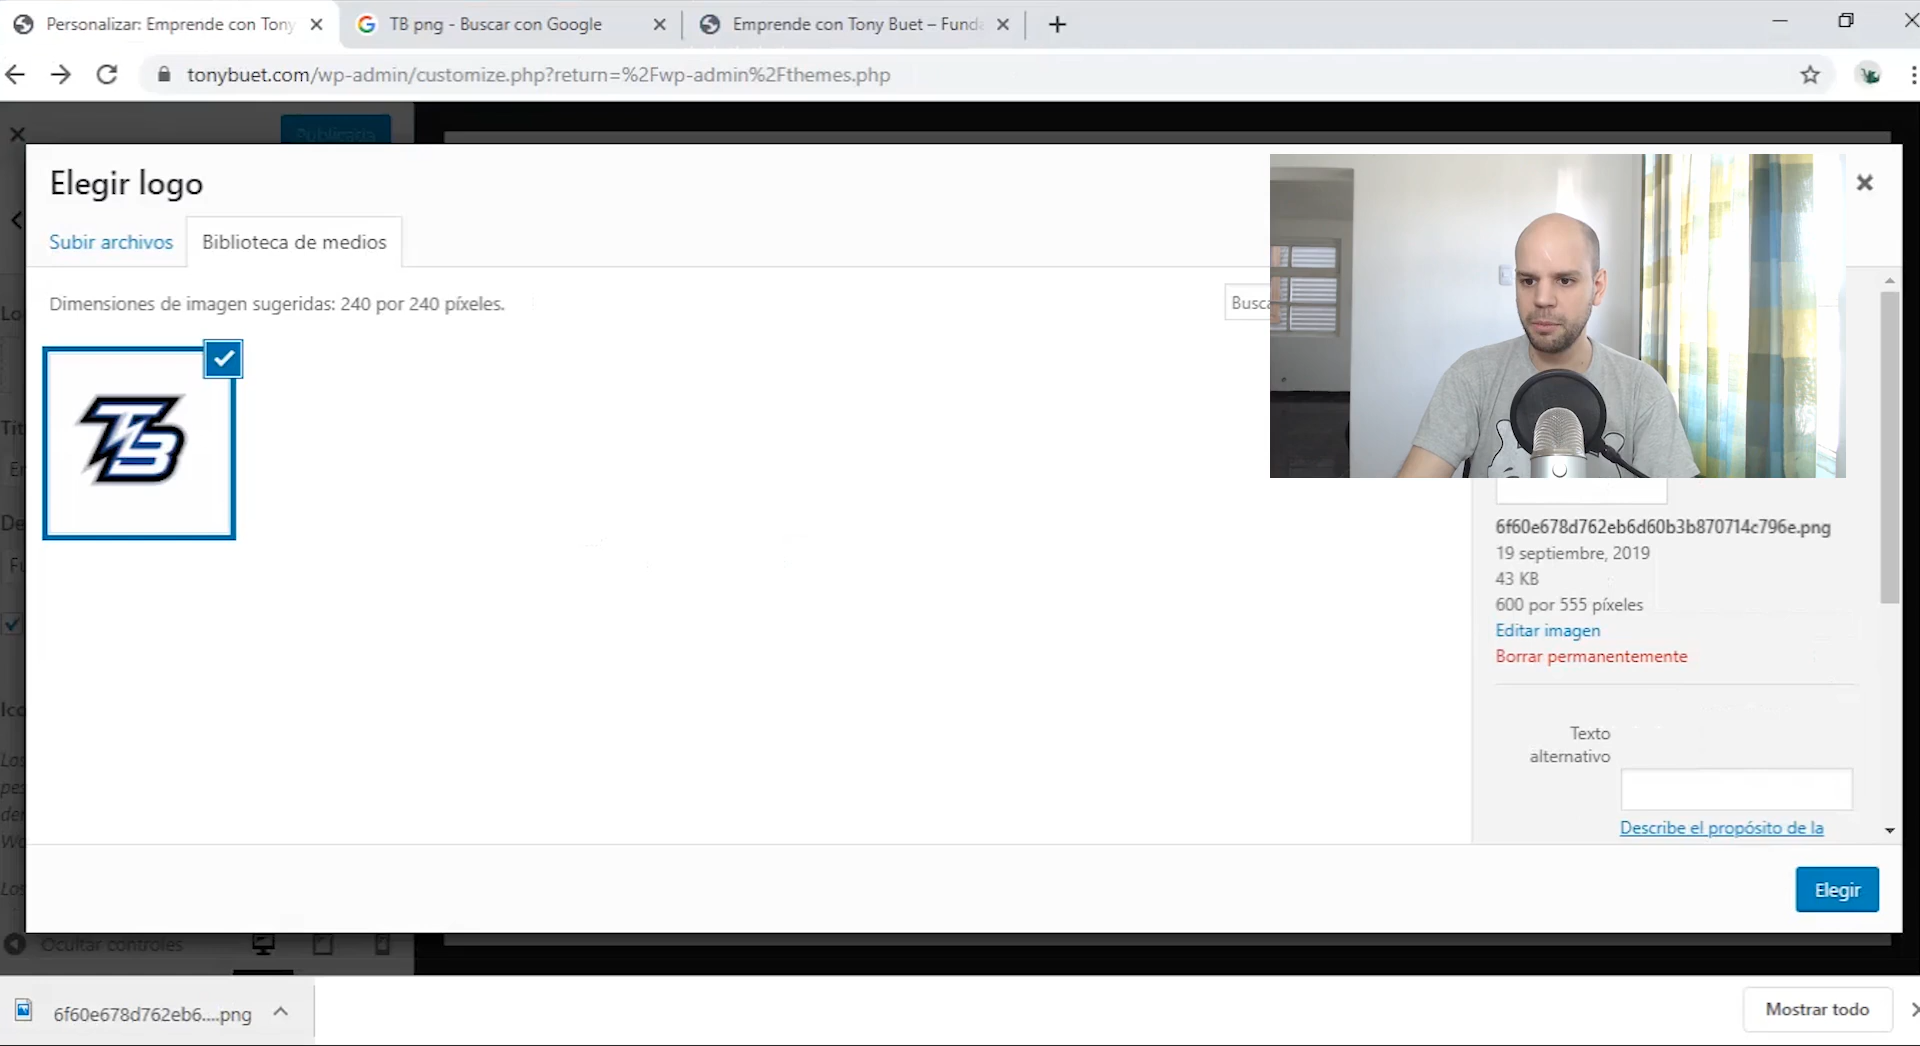 Personalizar: Emprende con Tony
TB png - Buscar con Google
Emprende con Tony Buet – Funda
tonybuet.com/wp-admin/customize.php?return=%2Fwp-admin%2Fthemes.php
Publicarla
Elegir logo
Subir archivos
Biblioteca de medios
Dimensiones de imagen sugeridas: 240 por 240 píxeles.
Busca
TB
6f60e678d762eb6d60b3b870714c796e.png
19 septiembre, 2019
43 KB
600 por 555 píxeles
Editar imagen
Borrar permanentemente
Texto
alternativo
Describe el propósito de la
Elegir
Ocultar controles
6f60e678d762eb6....png
Mostrar todo